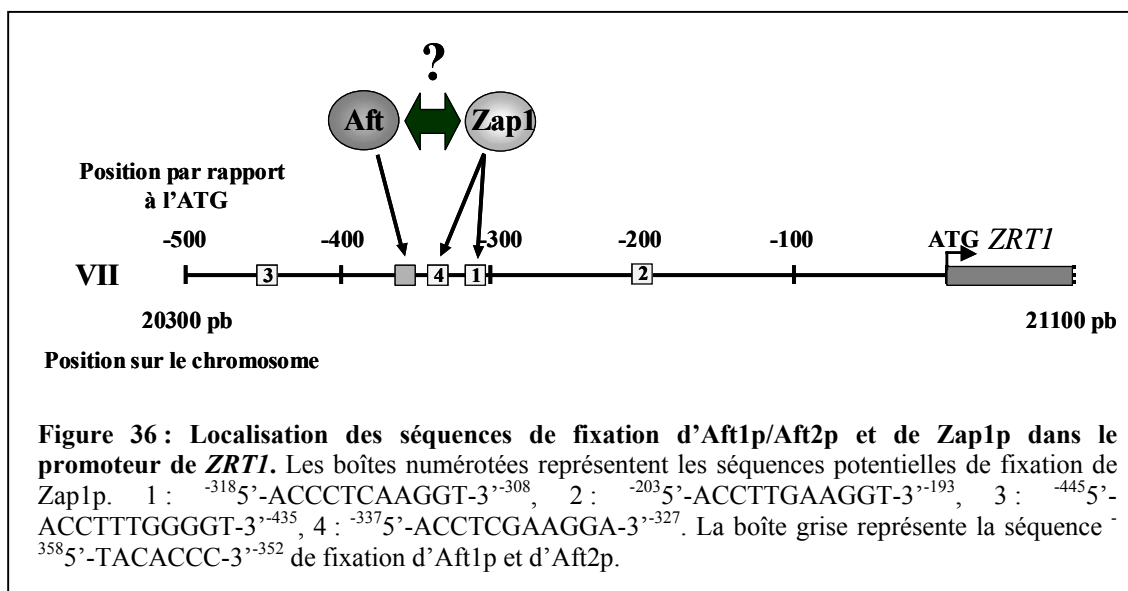 ?
Aft Zap1
Position par rapport
à l'ATG
-500 -400 -300 -200 -100 ATG ZRT1
VII 3 4 1 2
20300 pb 21100 pb
Position sur le chromosome
Figure 36 : Localisation des séquences de fixation d'Aft1p/Aft2p et de Zap1p dans le
promoteur de ZRT1. Les boîtes numérotées représentent les séquences potentielles de fixation de
Zap1p. 1 : -318 5'-ACCCTCAAGGT-3' -308, 2 : -203 5'-ACCTTGAAGGT-3' -193, 3 : -445 5'-
ACCTTTGGGGT-3' -435, 4 : -337 5'-ACCTCGAAGGA-3' -327. La boîte grise représente la séquence -
358 5'-TACACCC-3' -352 de fixation d'Aft1p et d'Aft2p.